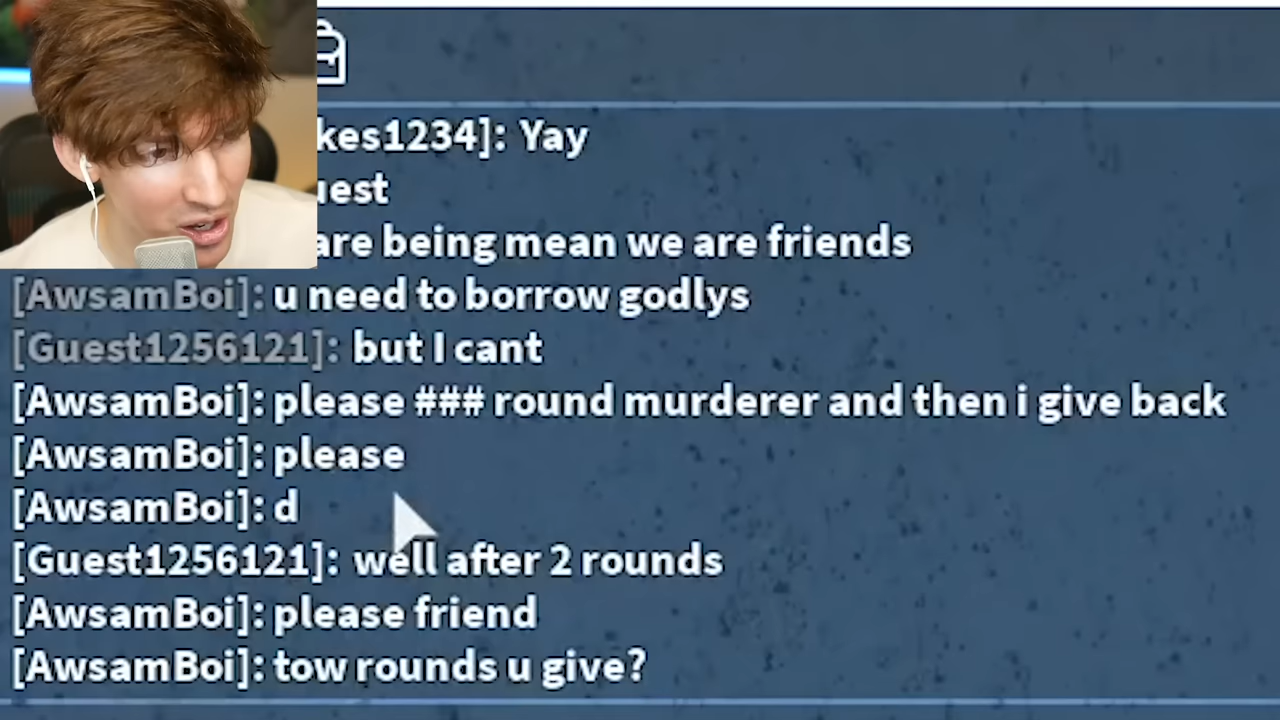 kes1234]: Yay
uest
are being mean we are friends
[AwsamBoi]: u need to borrow godlys
[Guest1256121]: but I cant
[AwsamBoi]: please ### round murderer and then i give back
[AwsamBoi]: please
[AwsamBoi]: d
[Guest1256121]: well after 2 rounds
[AwsamBoi]: please friend
[AwsamBoi]: tow rounds u give?